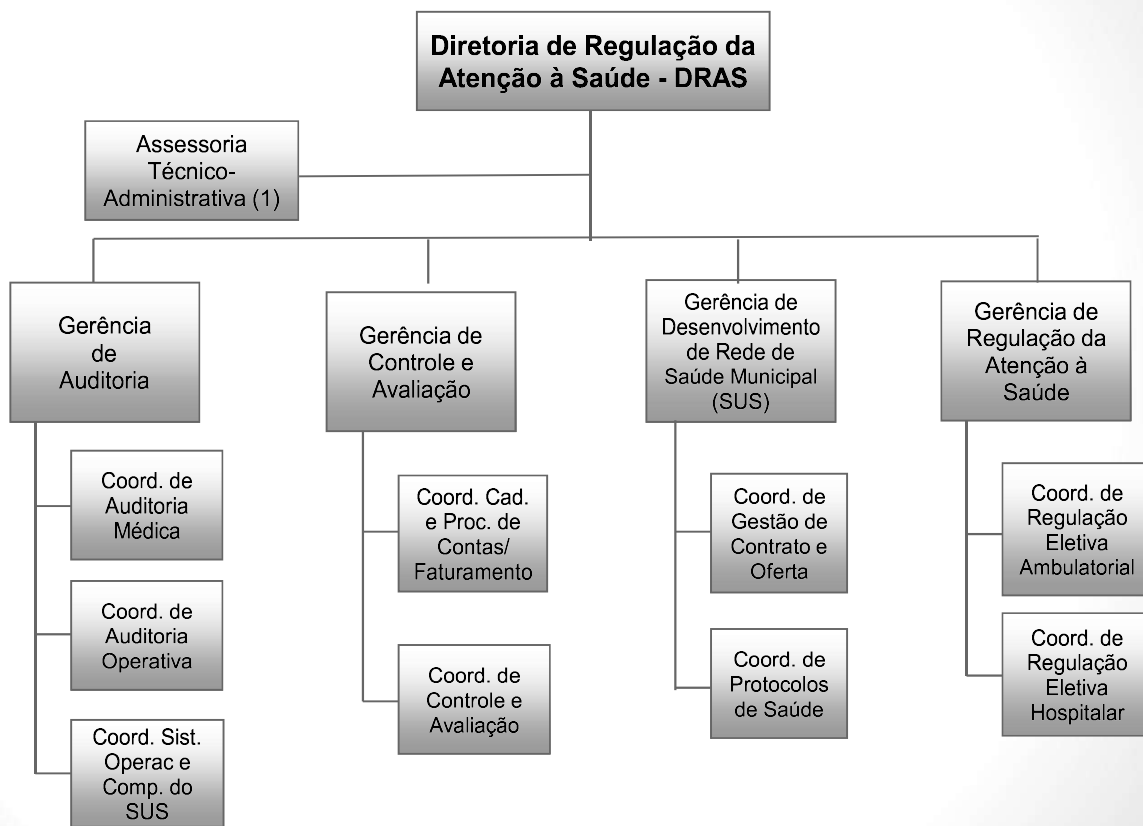 Diretoria de Regulação da
Atenção à Saúde - DRAS
Assessoria
Técnico-
Administrativa (1)
Gerência
de
Auditoria
Coord. de
Auditoria
Médica
Coord. de
Auditoria
Operativa
Coord. Sist.
Operac e
Comp. do
SUS
Gerência de
Controle e
Avaliação
Coord. Cad.
e Proc. de
Contas/
Faturamento
Coord. de
Controle e
Avaliação
Gerência de
Desenvolvimento
de Rede de
Saúde Municipal
(SUS)
Coord. de
Gestão de
Contrato e
Oferta
Coord. de
Protocolos
de Saúde
Gerência de
Regulação da
Atenção à
Saúde
Coord. de
Regulação
Eletiva
Ambulatorial
Coord. de
Regulação
Eletiva
Hospitalar